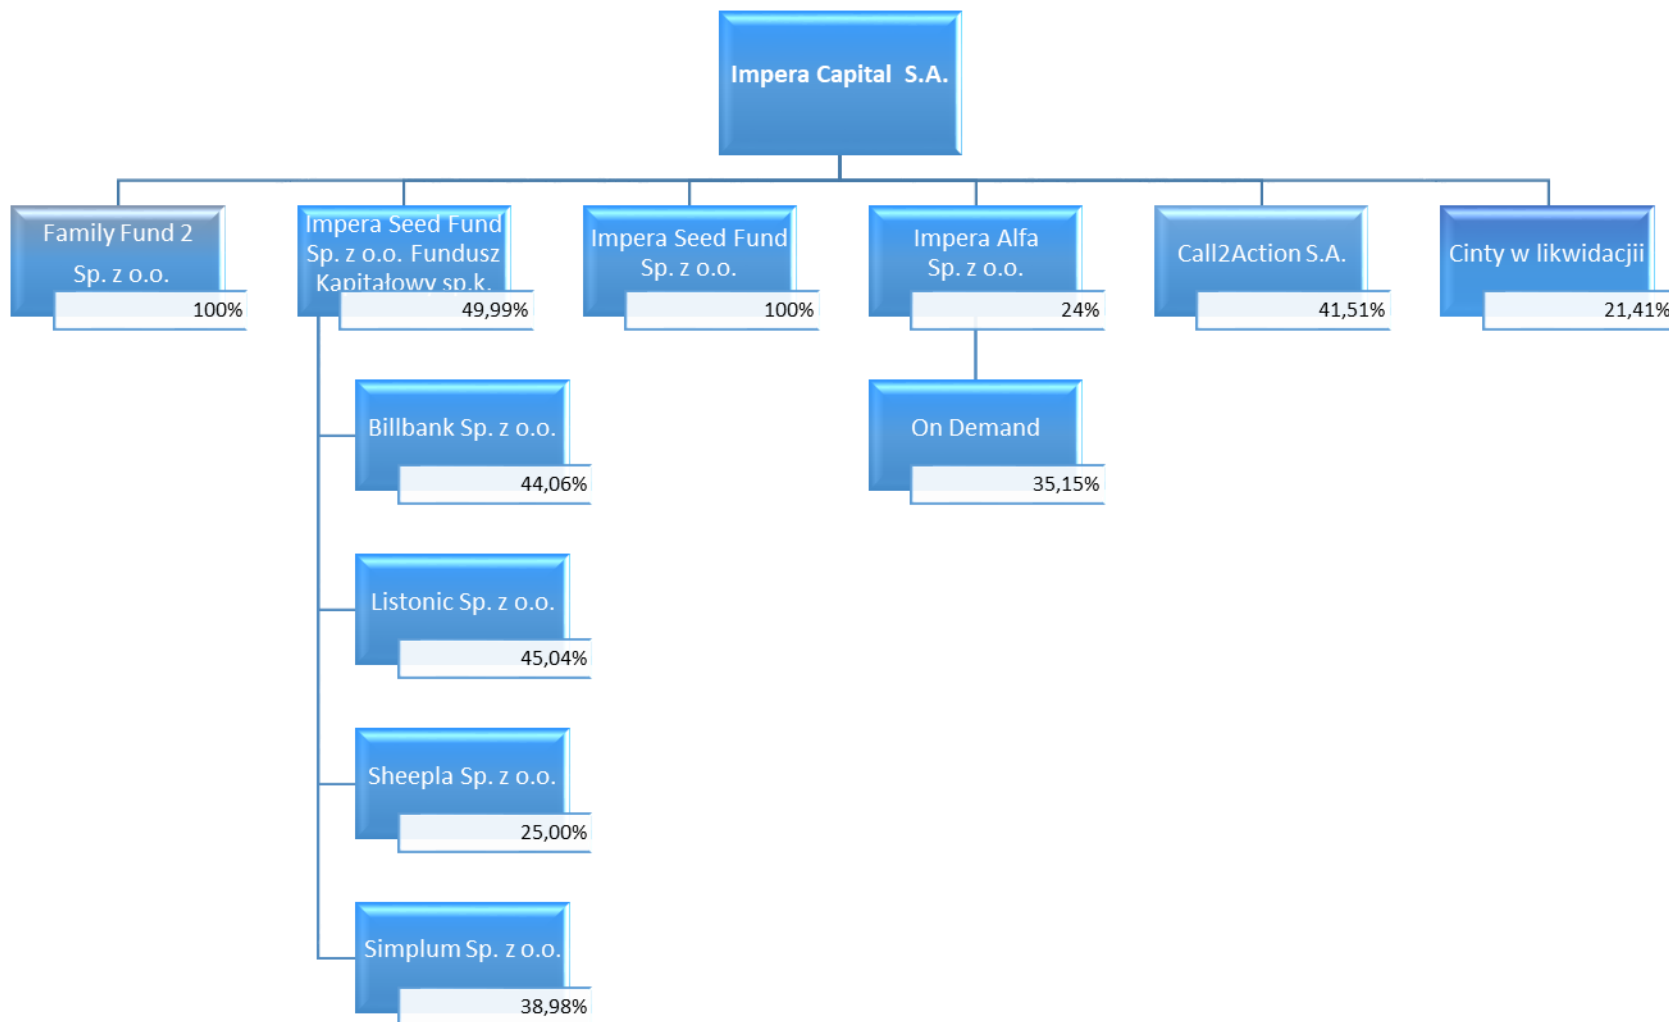 Impera Capital  S.A.
Family Fund 2
Sp. z o.o.
100%
Impera Seed Fund
Sp. z o.o. Fundusz
Kapitałowy sp.k.
49,99%
Impera Seed Fund
Sp. z o.o.
100%
Impera Alfa
Sp. z o.o.
24%
Call2Action S.A.
41,51%
Cinty w likwidacjii
21,41%
Billbank Sp. z o.o.
44,06%
On Demand
35,15%
Listonic Sp. z o.o.
45,04%
Sheepla Sp. z o.o.
25,00%
Simplum Sp. z o.o.
38,98%